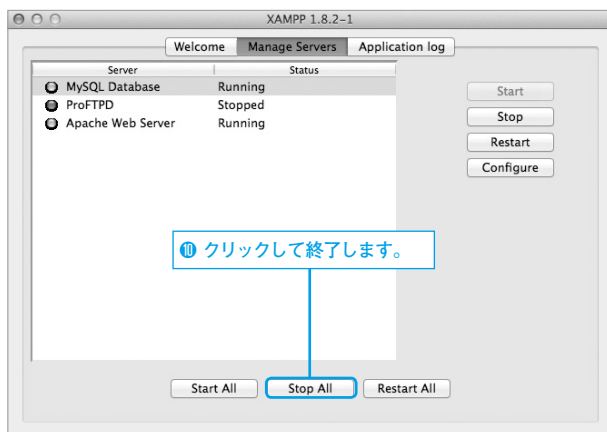 XAMPP 1.8.2-1
Welcome Manage Servers Application log
Server Status
MySQL Database Running
ProFTPD Stopped
Apache Web Server Running
Start
Stop
Restart
Configure
❿ クリックして終了します。
Start All Stop All Restart All